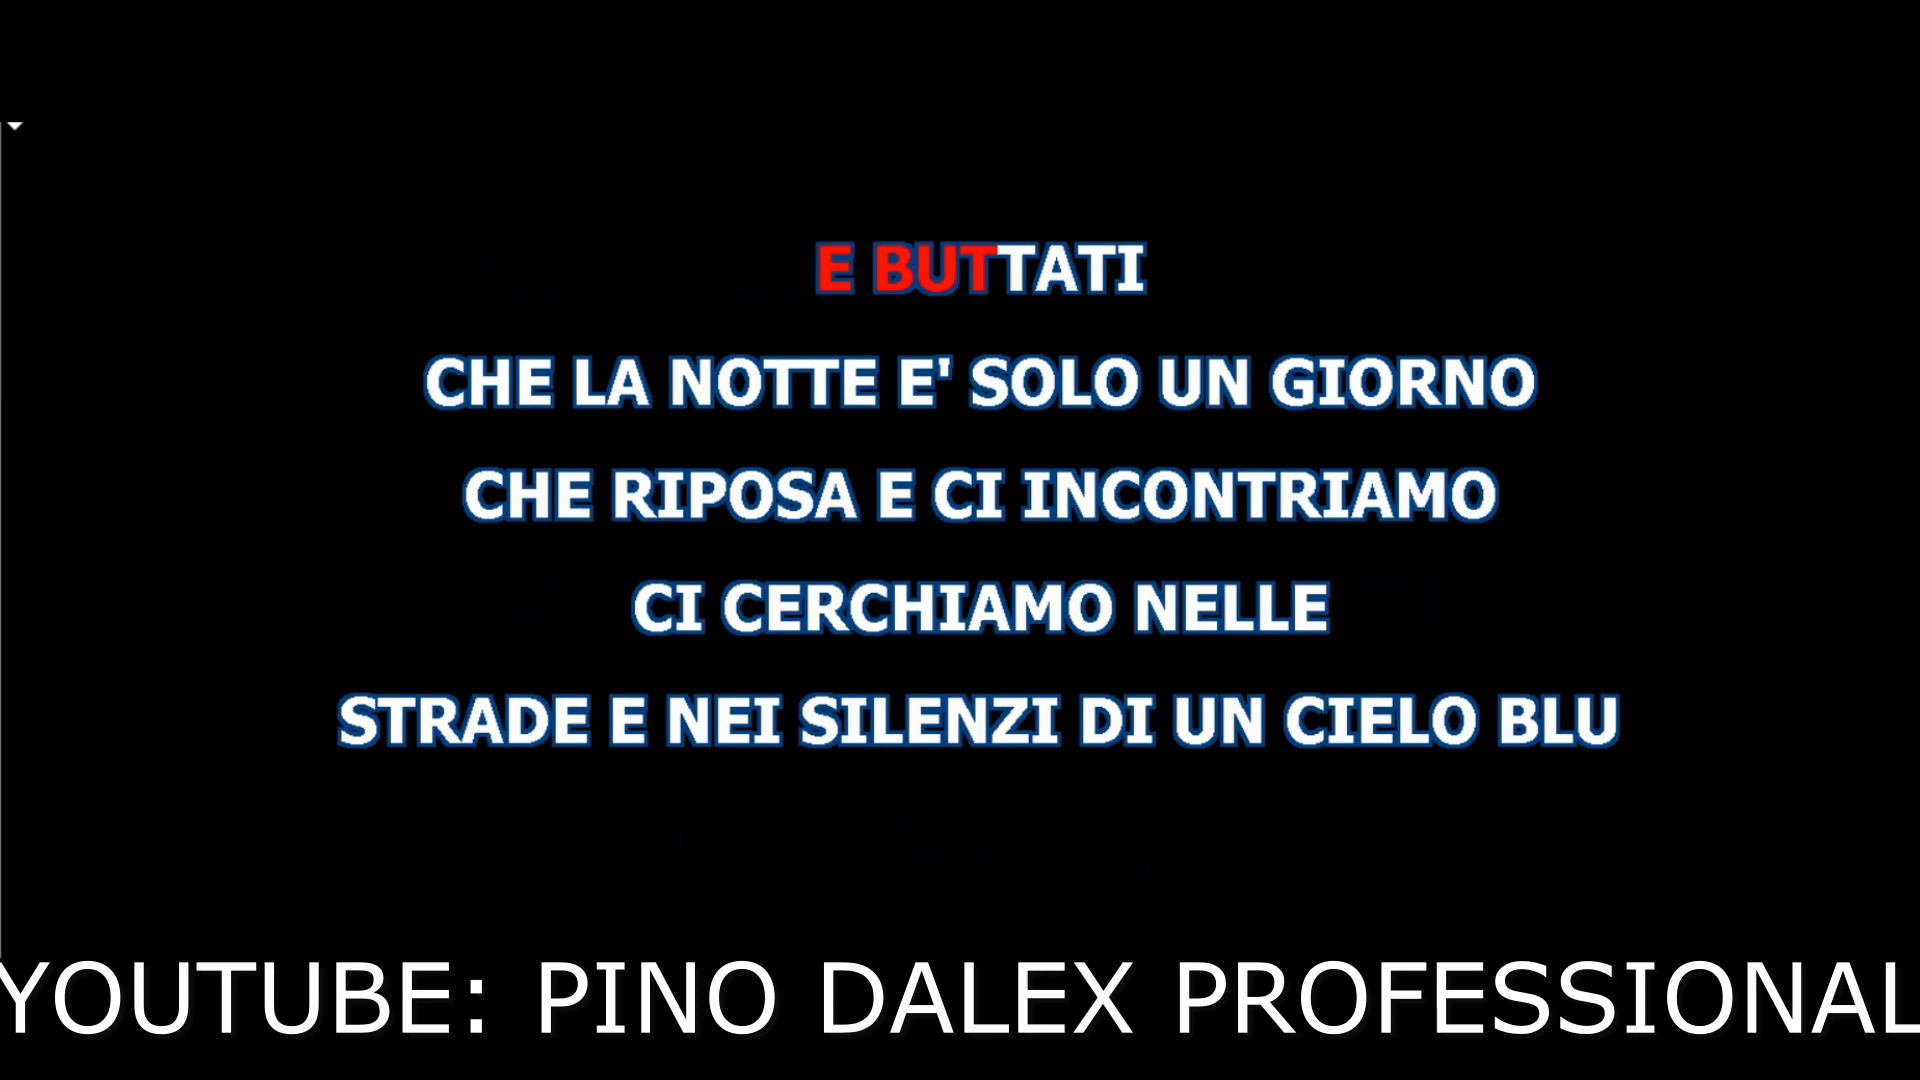 E BUTTATI
CHE LA NOTTE E' SOLO UN GIORNO
CHE RIPOSA E CI INCONTRIAMO
CI CERCHIAMO NELLE
STRADE E NEI SILENZI DI UN CIELO BLU
YOUTUBE: PINO DALEX PROFESSIONAL